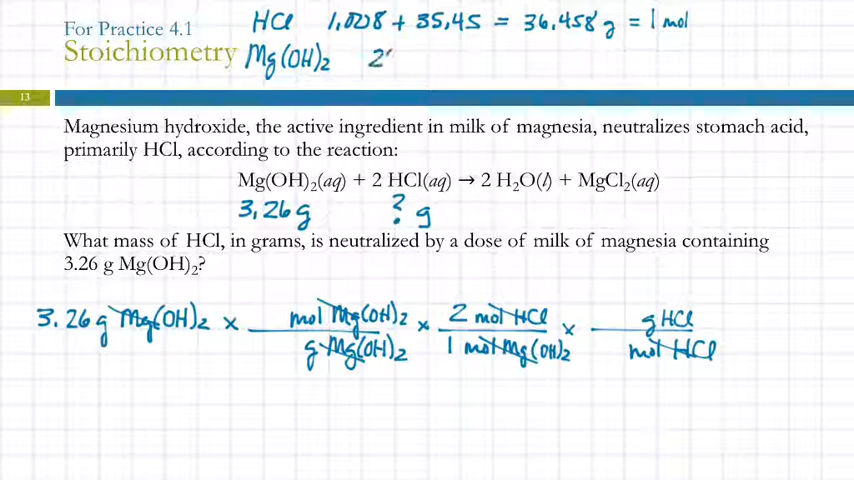 For Practice 4.1 HCl 1.008 + 35.45 = 36.458 g = 1 mol
Stoichiometry Mg(OH)₂ 2
13
Magnesium hydroxide, the active ingredient in milk of magnesia, neutralizes stomach acid,
primarily HCl, according to the reaction:
Mg(OH)₂(aq) + 2 HCl(aq) → 2 H₂O(l) + MgCl₂(aq)
3.26 g ? g
What mass of HCl, in grams, is neutralized by a dose of milk of magnesia containing
3.26 g Mg(OH)₂?
3.26 g Mg(OH)₂ × mol Mg(OH)₂ × 2 mol HCl × g HCl
g Mg(OH)₂ 1 mol Mg(OH)₂ mol HCl